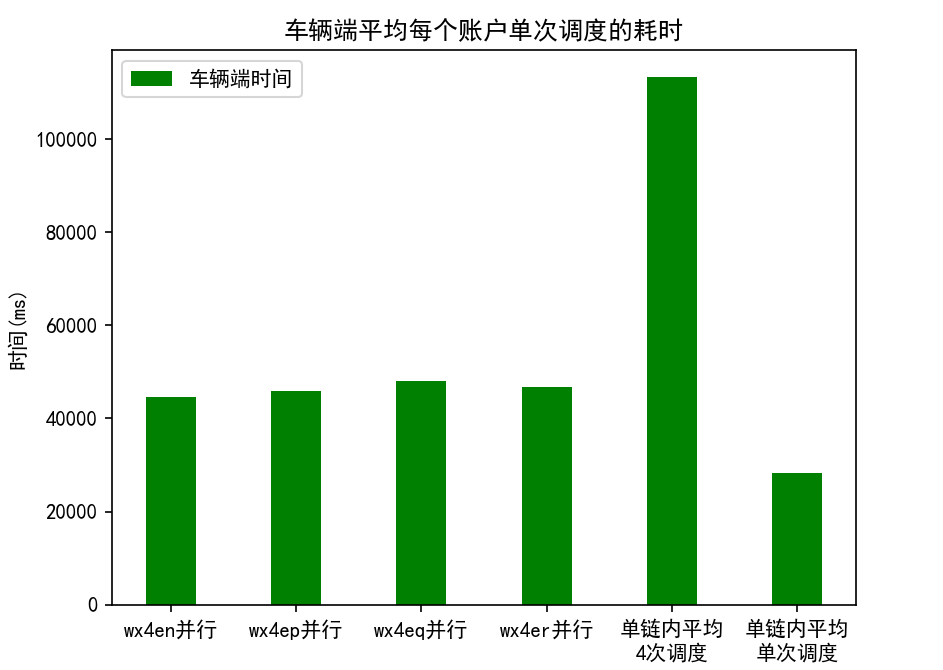 车辆端平均每个账户单次调度的耗时
车辆端时间
100000
80000
60000
40000
20000
0
时间(ms)
wx4en并行
wx4ep并行
wx4eq并行
wx4er并行
单链内平均
4次调度
单链内平均
单次调度